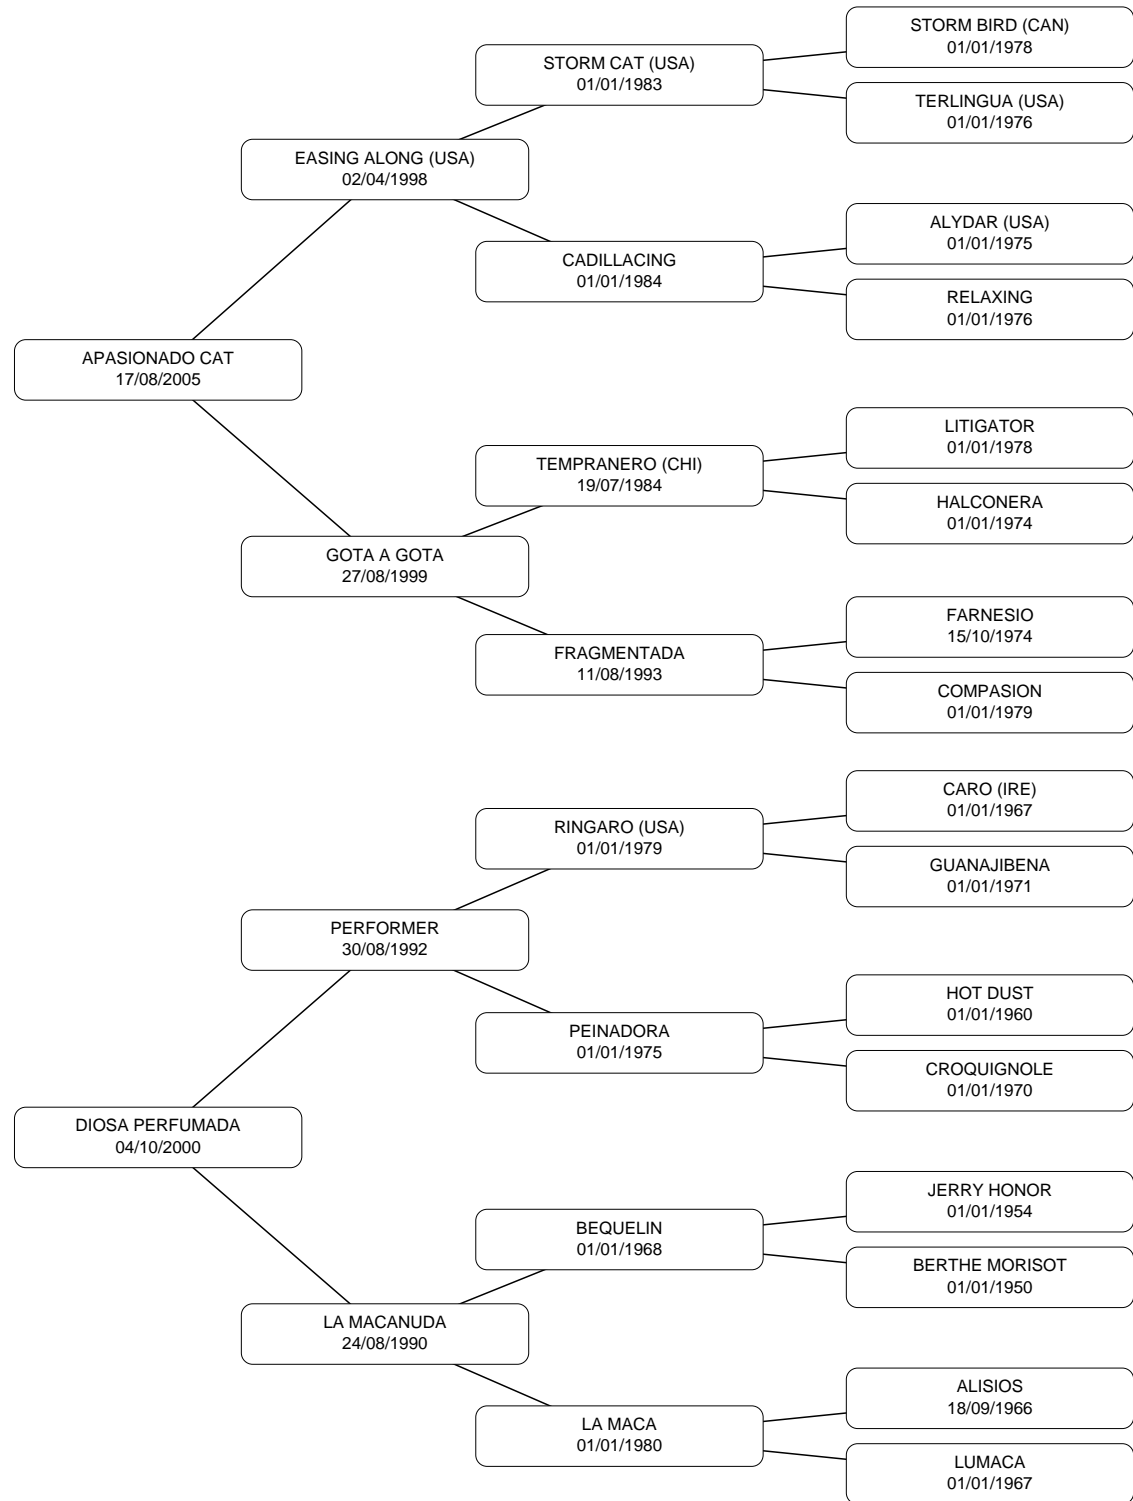 STORM BIRD (CAN)
01/01/1978
STORM CAT (USA)
01/01/1983
TERLINGUA (USA)
01/01/1976
EASING ALONG (USA)
02/04/1998
ALYDAR (USA)
01/01/1975
CADILLACING
01/01/1984
RELAXING
01/01/1976
APASIONADO CAT
17/08/2005
LITIGATOR
01/01/1978
TEMPRANERO (CHI)
19/07/1984
HALCONERA
01/01/1974
GOTA A GOTA
27/08/1999
FARNESIO
15/10/1974
FRAGMENTADA
11/08/1993
COMPASION
01/01/1979
CARO (IRE)
01/01/1967
RINGARO (USA)
01/01/1979
GUANAJIBENA
01/01/1971
PERFORMER
30/08/1992
HOT DUST
01/01/1960
PEINADORA
01/01/1975
CROQUIGNOLE
01/01/1970
DIOSA PERFUMADA
04/10/2000
JERRY HONOR
01/01/1954
BEQUELIN
01/01/1968
BERTHE MORISOT
01/01/1950
LA MACANUDA
24/08/1990
ALISIOS
18/09/1966
LA MACA
01/01/1980
LUMACA
01/01/1967